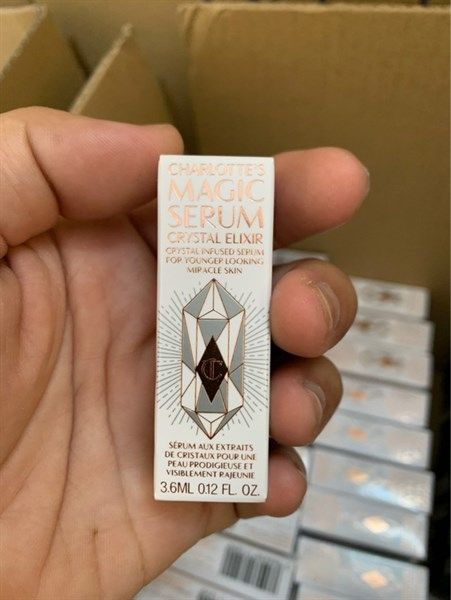 CHARLOTTE'S
MAGIC
SERUM
CRYSTAL ELIXIR
CRYSTAL-INFUSED SERUM
FOR YOUNGER LOOKING
MIRACLE SKIN
SÉRUM AUX EXTRAITS
DE CRISTAUX POUR UNE
PEAU PRODIGIEUSE ET
VISIBLEMENT RAJEUNIE
3.6ML 0.12 FL. OZ.